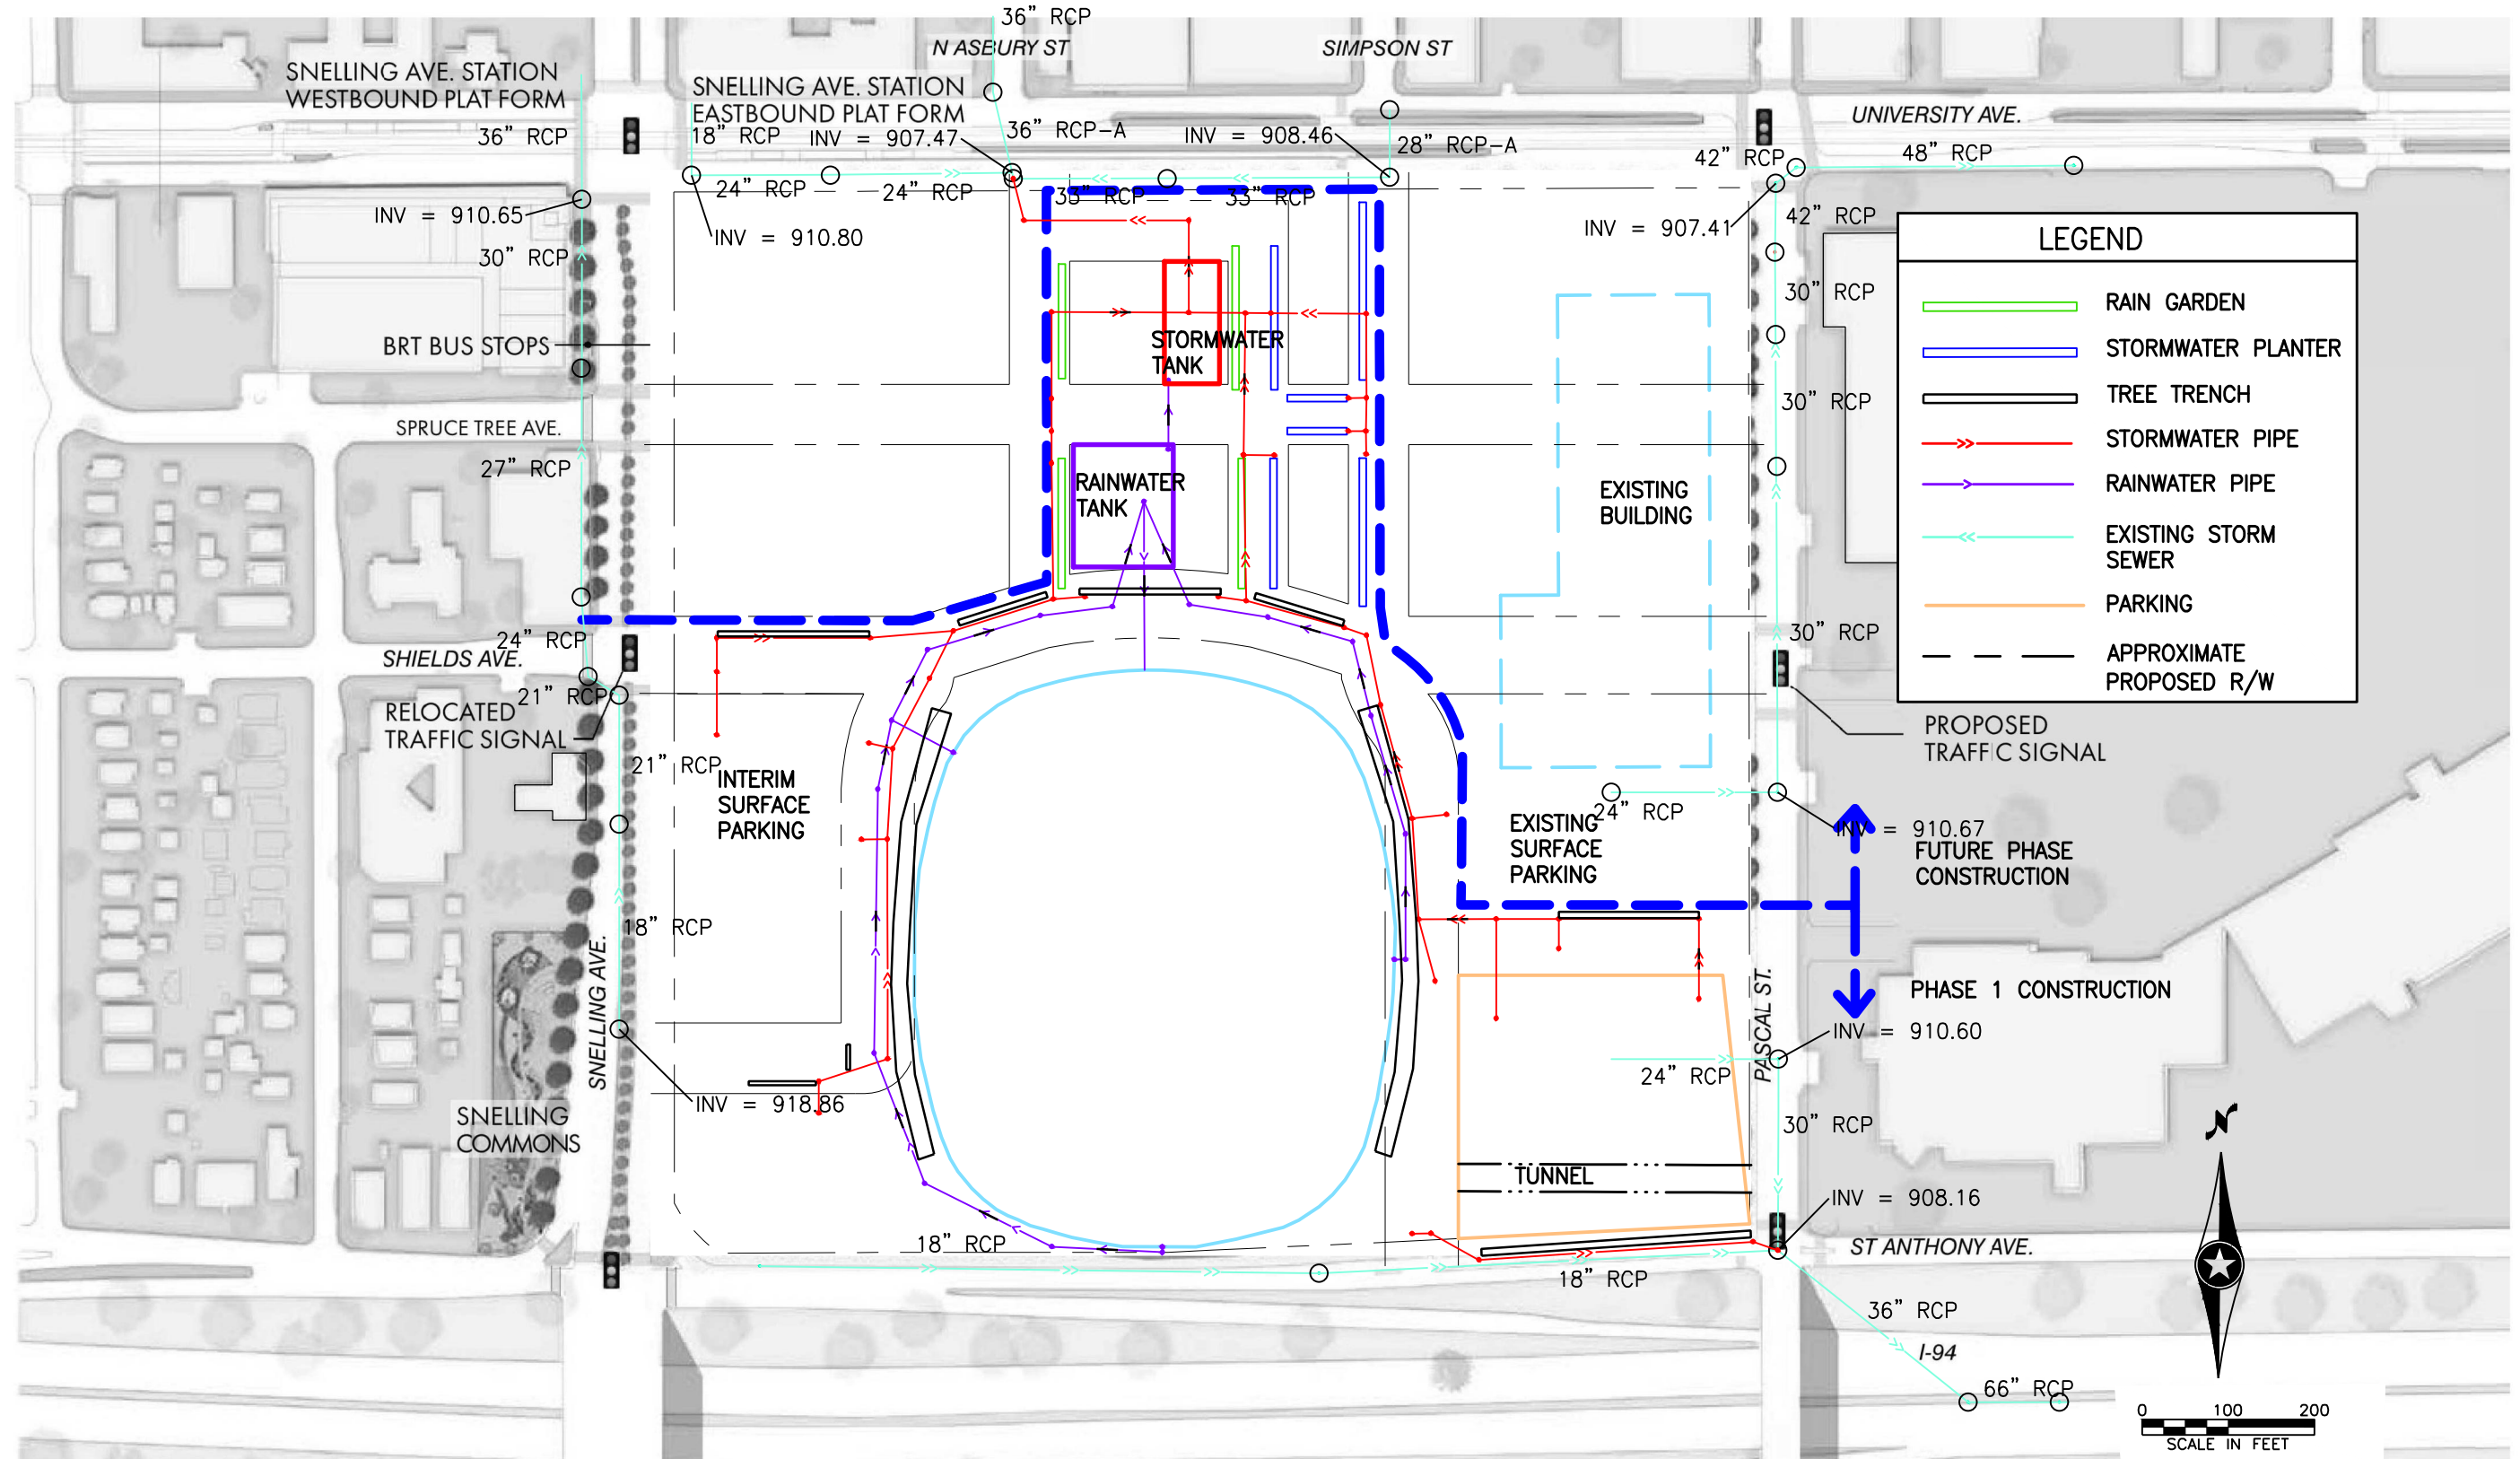 36” RCP
N ASBURY ST
SIMPSON ST
SNELLING AVE. STATION
WESTBOUND PLAT FORM
SNELLING AVE. STATION
EASTBOUND PLAT FORM
UNIVERSITY AVE.
36” RCP
18” RCP
INV = 907.47
36” RCP-A
INV = 908.46
28” RCP-A
42” RCP
48” RCP
24” RCP
24” RCP
33” RCP
33” RCP
INV = 910.65
INV = 910.80
INV = 907.41
42” RCP
30” RCP
30” RCP
LEGEND
RAIN GARDEN
STORMWATER PLANTER
TREE TRENCH
STORMWATER PIPE
RAINWATER PIPE
EXISTING STORM
SEWER
PARKING
APPROXIMATE
PROPOSED R/W
BRT BUS STOPS
STORMWATER
TANK
30” RCP
SPRUCE TREE AVE.
27” RCP
RAINWATER
TANK
EXISTING
BUILDING
24” RCP
SHIELDS AVE.
30” RCP
21” RCP
RELOCATED
TRAFFIC SIGNAL
PROPOSED
TRAFFIC SIGNAL
21” RCP
INTERIM
SURFACE
PARKING
24” RCP
EXISTING
SURFACE
PARKING
INV = 910.67
FUTURE PHASE
CONSTRUCTION
18” RCP
SNELLING AVE.
PASCAL ST.
PHASE 1 CONSTRUCTION
INV = 910.60
24” RCP
INV = 918.86
SNELLING
COMMONS
30” RCP
TUNNEL
INV = 908.16
18” RCP
ST ANTHONY AVE.
18” RCP
36” RCP
I-94
66” RCP
N
0 100 200
SCALE IN FEET